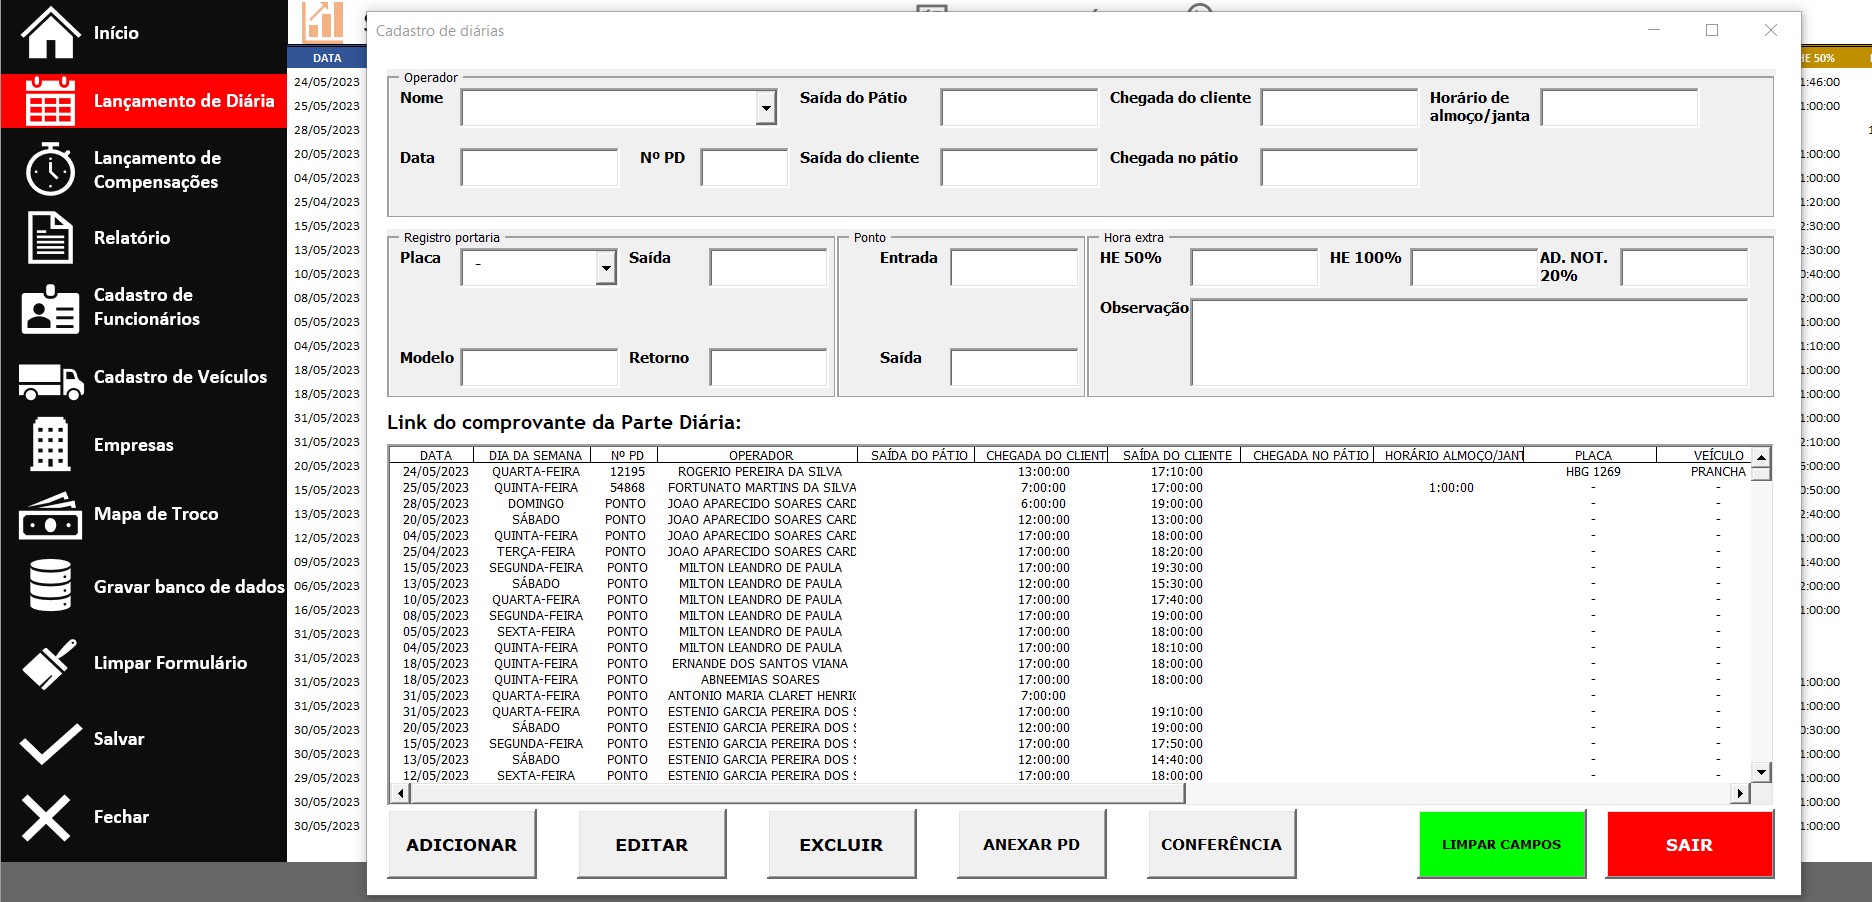 Início
Lançamento de Diária
Lançamento de
Compensações
Relatório
Cadastro de
Funcionários
Cadastro de Veículos
Empresas
Mapa de Troco
Gravar banco de dados
Limpar Formulário
Salvar
Fechar
DATA
24/05/2023
25/05/2023
28/05/2023
20/05/2023
04/05/2023
25/04/2023
15/05/2023
13/05/2023
10/05/2023
08/05/2023
05/05/2023
04/05/2023
18/05/2023
18/05/2023
31/05/2023
31/05/2023
20/05/2023
15/05/2023
13/05/2023
12/05/2023
09/05/2023
06/05/2023
16/05/2023
31/05/2023
31/05/2023
31/05/2023
31/05/2023
30/05/2023
30/05/2023
29/05/2023
30/05/2023
30/05/2023
Cadastro de diárias
Operador
Nome
Saída do Pátio
Chegada do cliente
Horário de
almoço/janta
Data
Nº PD
Saída do cliente
Chegada no pátio
Registro portaria
Placa
-
Saída
Modelo
Retorno
Ponto
Entrada
Saída
Hora extra
HE 50%
HE 100%
AD. NOT.
20%
Observação
Link do comprovante da Parte Diária:
DATA DIA DA SEMANA Nº PD OPERADOR SAÍDA DO PÁTIO CHEGADA DO CLIENT SAÍDA DO CLIENTE CHEGADA NO PÁTIO HORÁRIO ALMOÇO/JANT PLACA VEÍCULO
24/05/2023 QUARTA-FEIRA 12195 ROGERIO PEREIRA DA SILVA 13:00:00 17:10:00 HBG 1269 PRANCHA
25/05/2023 QUINTA-FEIRA 54868 FORTUNATO MARTINS DA SILVA 7:00:00 17:00:00 1:00:00 - -
28/05/2023 DOMINGO PONTO JOAO APARECIDO SOARES CARD 6:00:00 19:00:00 - -
20/05/2023 SÁBADO PONTO JOAO APARECIDO SOARES CARD 12:00:00 13:00:00 - -
04/05/2023 QUINTA-FEIRA PONTO JOAO APARECIDO SOARES CARD 17:00:00 18:00:00 - -
25/04/2023 TERÇA-FEIRA PONTO JOAO APARECIDO SOARES CARD 17:00:00 18:20:00 - -
15/05/2023 SEGUNDA-FEIRA PONTO MILTON LEANDRO DE PAULA 17:00:00 19:30:00 - -
13/05/2023 SÁBADO PONTO MILTON LEANDRO DE PAULA 12:00:00 15:30:00 - -
10/05/2023 QUARTA-FEIRA PONTO MILTON LEANDRO DE PAULA 17:00:00 17:40:00 - -
08/05/2023 SEGUNDA-FEIRA PONTO MILTON LEANDRO DE PAULA 17:00:00 19:00:00 - -
05/05/2023 SEXTA-FEIRA PONTO MILTON LEANDRO DE PAULA 17:00:00 18:00:00 - -
04/05/2023 QUINTA-FEIRA PONTO MILTON LEANDRO DE PAULA 17:00:00 18:10:00 - -
18/05/2023 QUINTA-FEIRA PONTO ERNANDE DOS SANTOS VIANA 17:00:00 18:00:00 - -
18/05/2023 QUINTA-FEIRA PONTO ABNEEMIAS SOARES 17:00:00 18:00:00 - -
31/05/2023 QUARTA-FEIRA PONTO ANTONIO MARIA CLARET HENRIC 7:00:00 - -
31/05/2023 QUARTA-FEIRA PONTO ESTENIO GARCIA PEREIRA DOS S 17:00:00 19:10:00 - -
20/05/2023 SÁBADO PONTO ESTENIO GARCIA PEREIRA DOS S 12:00:00 19:00:00 - -
15/05/2023 SEGUNDA-FEIRA PONTO ESTENIO GARCIA PEREIRA DOS S 17:00:00 17:50:00 - -
13/05/2023 SÁBADO PONTO ESTENIO GARCIA PEREIRA DOS S 12:00:00 14:40:00 - -
12/05/2023 SEXTA-FEIRA PONTO ESTENIO GARCIA PEREIRA DOS S 17:00:00 18:00:00 - -
ADICIONAR
EDITAR
EXCLUIR
ANEXAR PD
CONFERÊNCIA
LIMPAR CAMPOS
SAIR
HE 50%
1:46:00
1:00:00
1:00:00
1:00:00
1:20:00
2:30:00
2:30:00
0:40:00
2:00:00
1:00:00
1:10:00
1:00:00
1:00:00
1:00:00
2:10:00
6:00:00
0:50:00
2:40:00
1:00:00
1:40:00
2:00:00
1:00:00
1:00:00
1:00:00
0:30:00
1:00:00
1:00:00
1:00:00
1:00:00